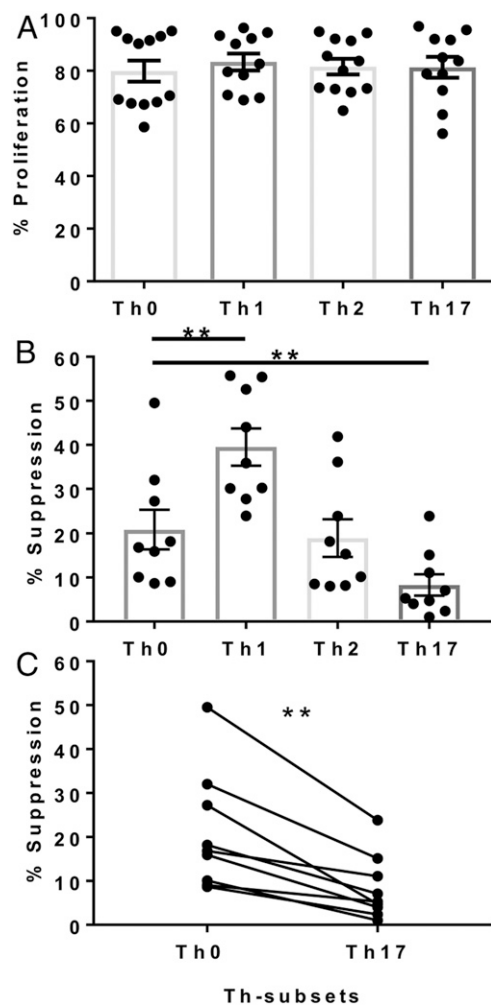 A
% Proliferation
100
80
60
40
20
0
Th0 Th1 Th2 Th17
B
**
**
% Suppression
60
50
40
30
20
10
0
Th0 Th1 Th2 Th17
C
**
% Suppression
60
50
40
30
20
10
0
Th0 Th17
Th-subsets